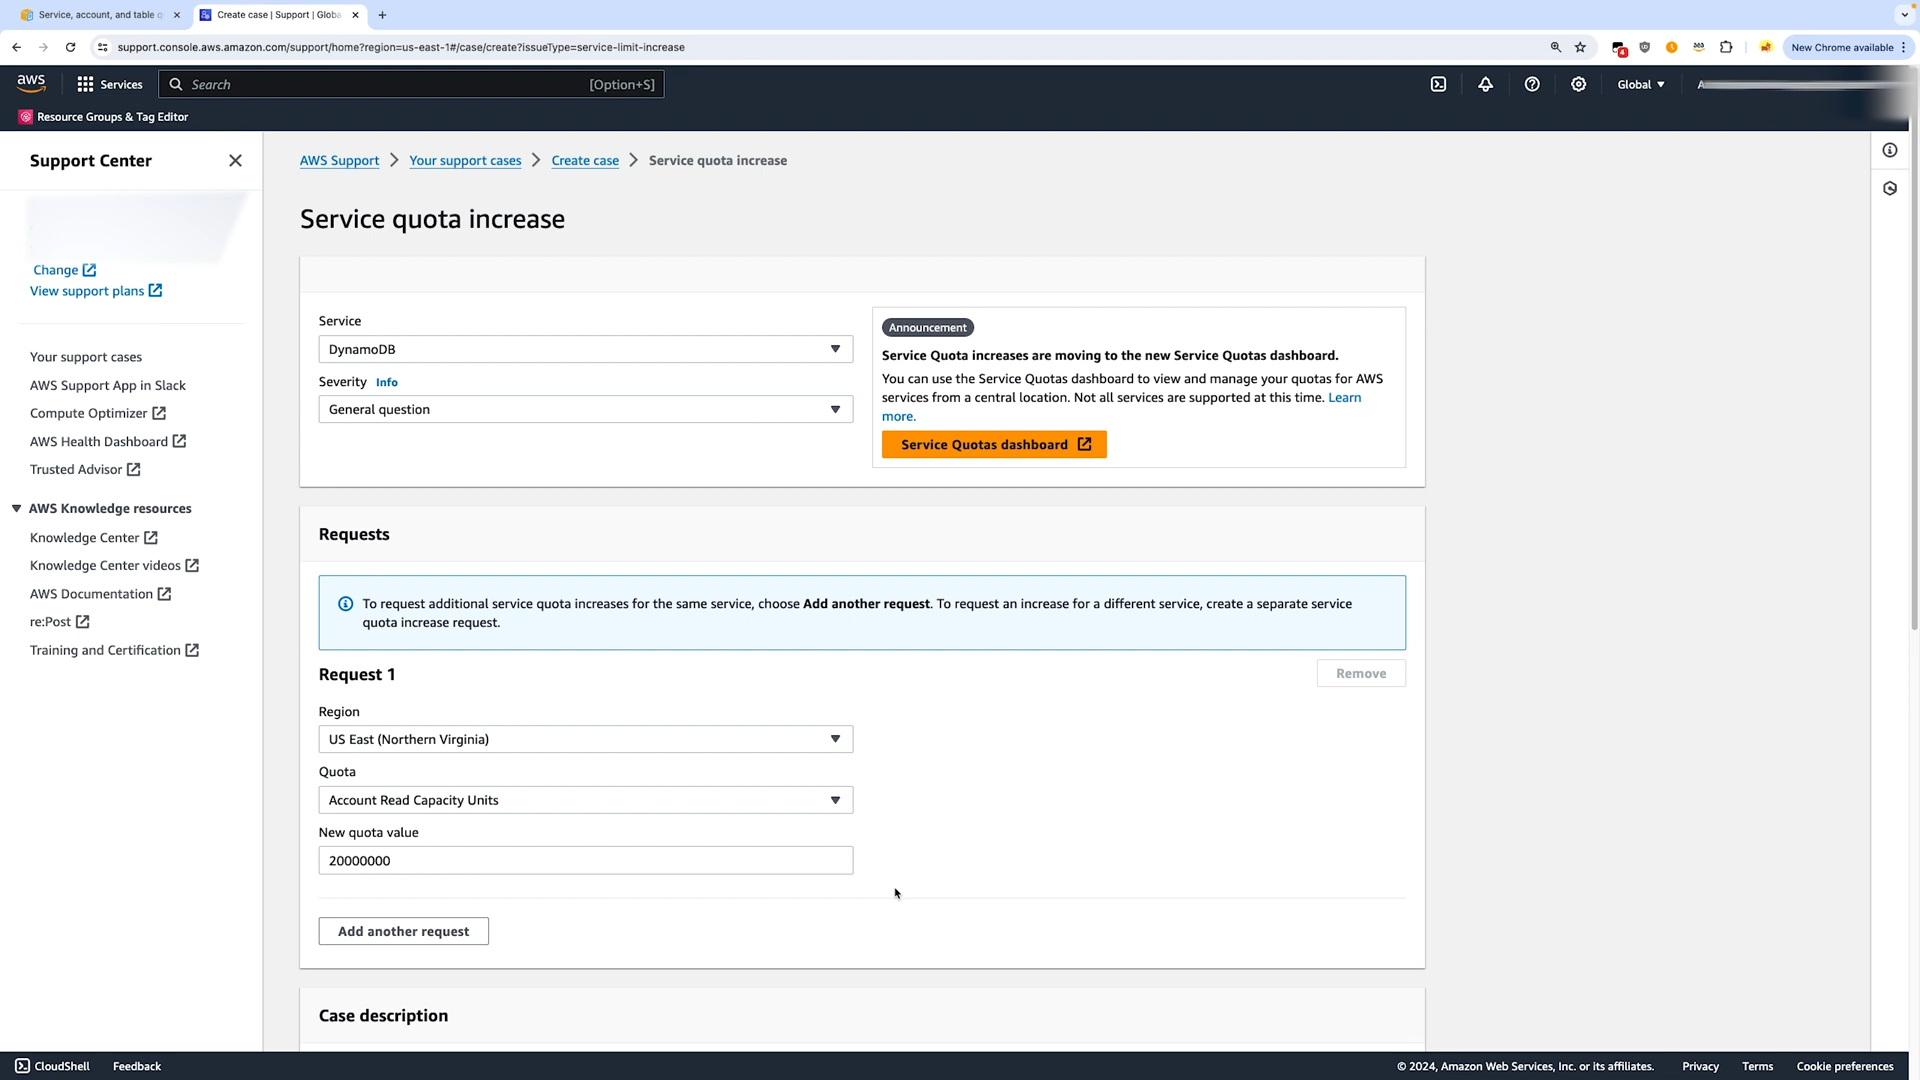 Service, account, and table q
Create case | Support | Globa
support.console.aws.amazon.com/support/home?region=us-east-1#/case/create?issueType=service-limit-increase
4
New Chrome available
aws
Services
Search
[Option+S]
Global
A
Resource Groups & Tag Editor
Support Center
Change
View support plans
Your support cases
AWS Support App in Slack
Compute Optimizer
AWS Health Dashboard
Trusted Advisor
AWS Knowledge resources
Knowledge Center
Knowledge Center videos
AWS Documentation
re:Post
Training and Certification
AWS Support > Your support cases > Create case > Service quota increase
Service quota increase
Service
DynamoDB
Severity Info
General question
Announcement
Service Quota increases are moving to the new Service Quotas dashboard.
You can use the Service Quotas dashboard to view and manage your quotas for AWS
services from a central location. Not all services are supported at this time. Learn
more.
Service Quotas dashboard
Requests
To request additional service quota increases for the same service, choose Add another request. To request an increase for a different service, create a separate service
quota increase request.
Request 1
Remove
Region
US East (Northern Virginia)
Quota
Account Read Capacity Units
New quota value
20000000
Add another request
Case description
CloudShell
Feedback
© 2024, Amazon Web Services, Inc. or its affiliates.
Privacy
Terms
Cookie preferences